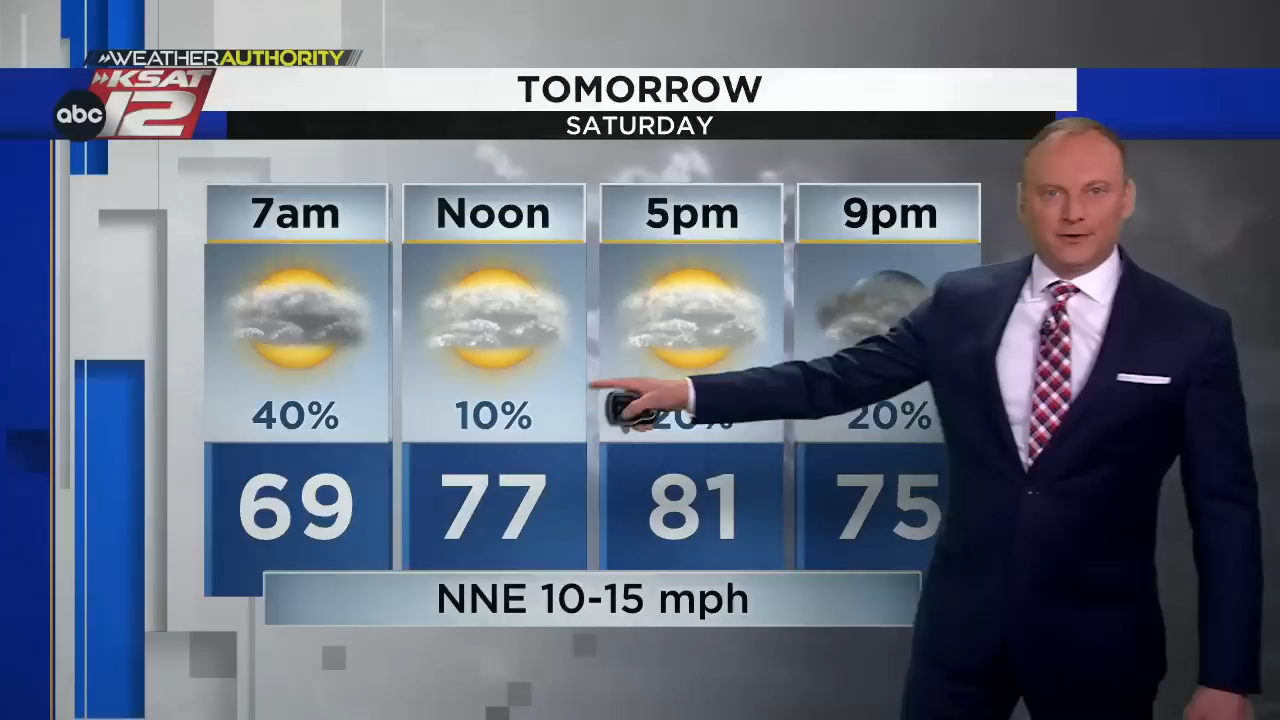 WEATHER AUTHORITY
KSAT
abc 12
TOMORROW
SATURDAY
7am Noon 5pm 9pm
40% 10% 20% 20%
69 77 81 75
NNE 10-15 mph